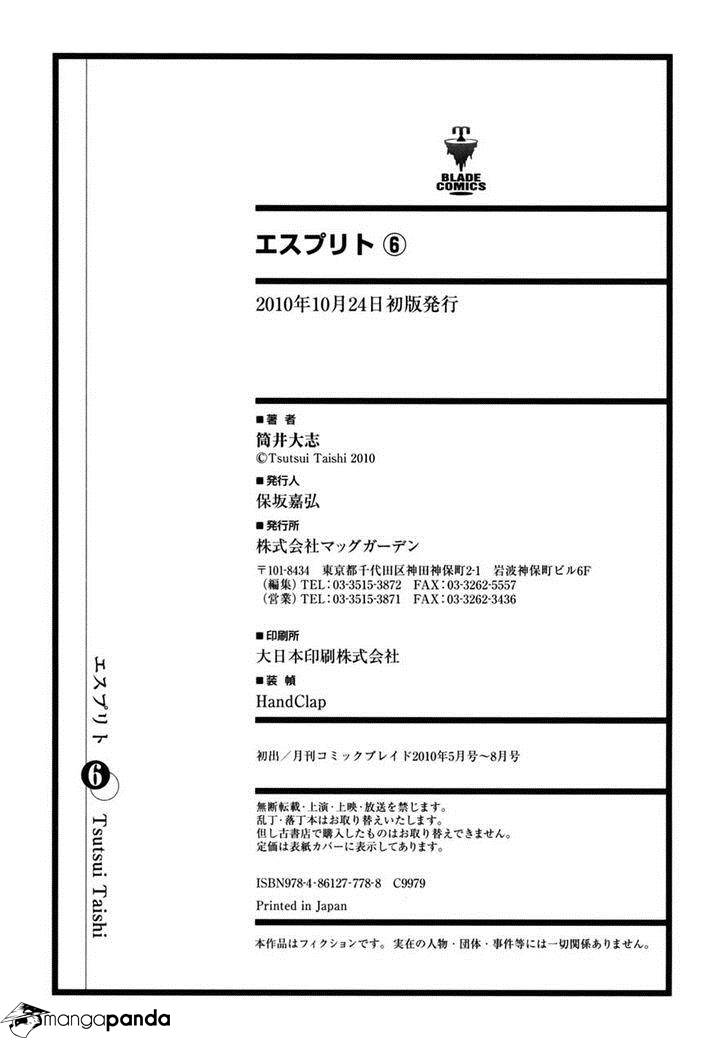 BLADE
COMICS
エスプリト⑥
2010年10月24日初版発行
■著 者
筒井大志
©Tsutsui Taishi 2010
■発行人
保坂嘉弘
■発行所
株式会社マッグガーデン
〒101-8434 東京都千代田区神田神保町2-1 岩波神保町ビル6F
（編集）TEL：03-3515-3872 FAX：03-3262-5557
（営業）TEL：03-3515-3871 FAX：03-3262-3436
■印刷所
大日本印刷株式会社
■装 幀
HandClap
初出／月刊コミックブレイド2010年5月号～8月号
無断転載・上演・上映・放送を禁じます。
乱丁・落丁本はお取り替えいたします。
但し古書店で購入したものはお取り替えできません。
定価は表紙カバーに表示してあります。
ISBN978-4-86127-778-8 C9979
Printed in Japan
本作品はフィクションです。実在の人物・団体・事件等には一切関係ありません。
エスプリト 6 Tsutsui Taishi
mangapanda